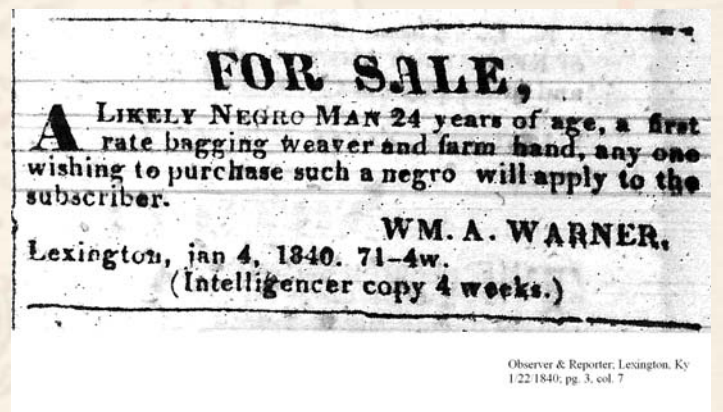 FOR SALE,
A LIKELY NEGRO MAN 24 years of age, a first
rate bagging weaver and farm hand, any one
wishing to purchase such a negro will apply to the
subscriber.
WM. A. WARNER.
Lexington, jan 4, 1840. 71-4w.
(Intelligencer copy 4 weeks.)
Observer & Reporter; Lexington, Ky
1/22/1840; pg. 3, col. 7